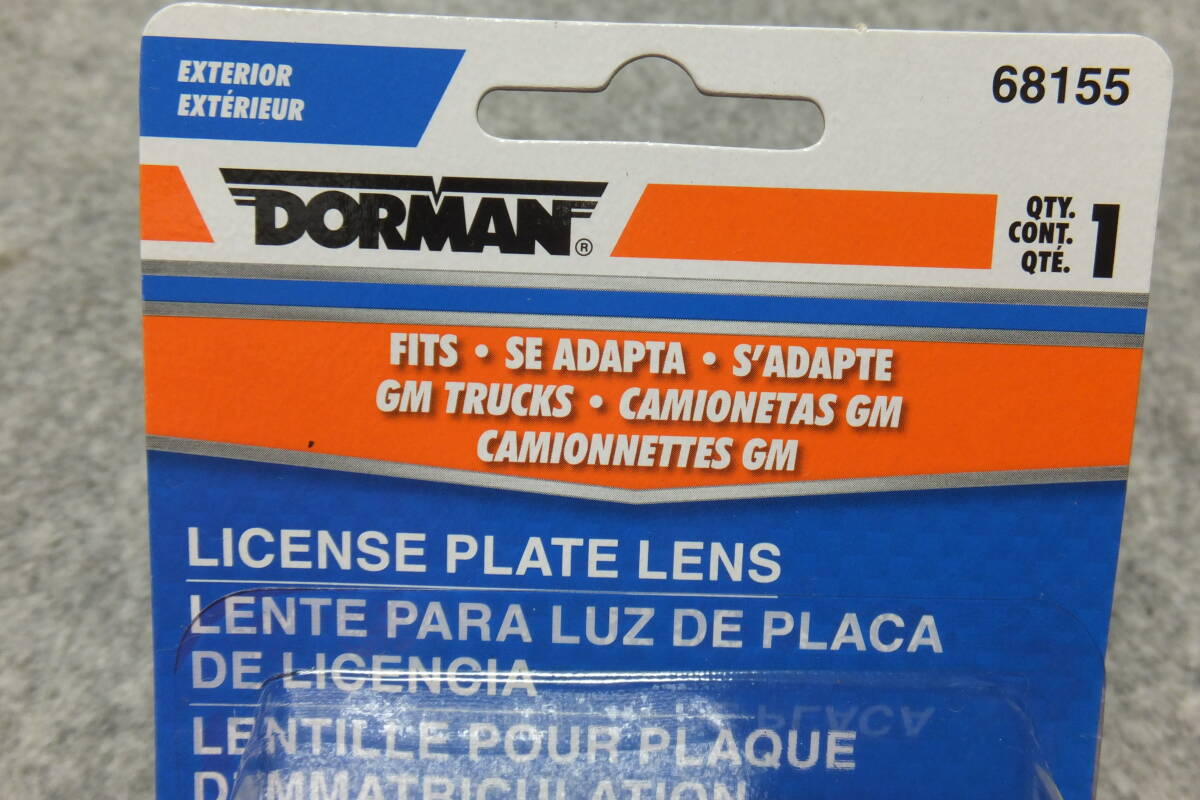 EXTERIOR
EXTÉRIEUR
68155
DORMAN®
QTY.
CONT.
QTÉ.
1
FITS • SE ADAPTA • S'ADAPTE
GM TRUCKS • CAMIONETAS GM
CAMIONNETTES GM
LICENSE PLATE LENS
LENTE PARA LUZ DE PLACA
DE LICENCIA
LENTILLE POUR PLAQUE
D'IMMATRICULATION